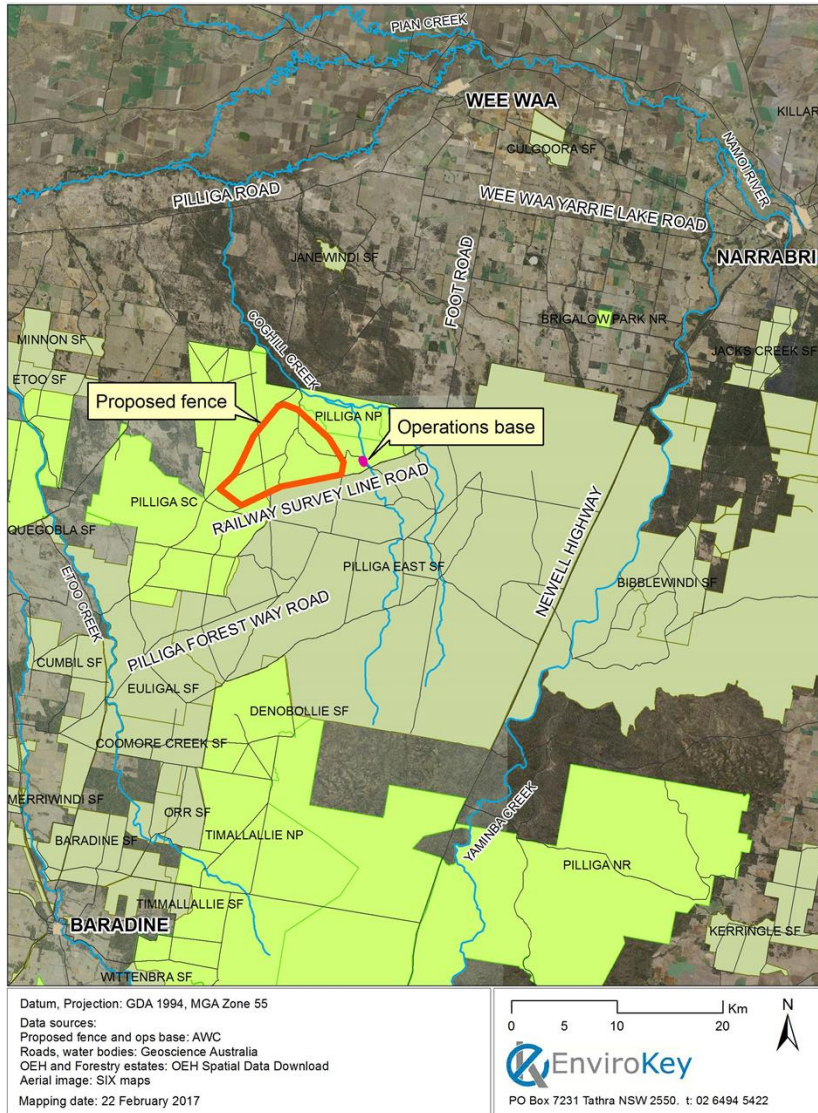 PIAN CREEK
WEE WAA
KILLAR
CULGOORA SF
NAMOI RIVER
PILLIGA ROAD
WEE WAA YARRIE LAKE ROAD
NARRABRI
JANEWINDI SF
FOOT ROAD
BRIGALOW PARK NR
COGHILL CREEK
MINNON SF
JACKS CREEK SF
ETOO SF
Proposed fence
PILLIGA NP
Operations base
PILLIGA SC
RAILWAY SURVEY LINE ROAD
QUEGOBLA SF
PILLIGA EAST SF
NEWELL HIGHWAY
BIBBLEWINDI SF
ETOO CREEK
PILLIGA FOREST WAY ROAD
CUMBIL SF
EULIGAL SF
DENOBOLLIE SF
COOMORE CREEK SF
MERRIWINDI SF
ORR SF
BARADINE SF
TIMALLALLIE NP
YAMINBA CREEK
PILLIGA NR
TIMMALLALLIE SF
BARADINE
KERRINGLE SF
WITTENBRA SF
Datum, Projection: GDA 1994, MGA Zone 55
Data sources:
Proposed fence and ops base: AWC
Roads, water bodies: Geoscience Australia
OEH and Forestry estates: OEH Spatial Data Download
Aerial image: SIX maps
Mapping date: 22 February 2017
Km
0 5 10 20
N
EnviroKey
PO Box 7231 Tathra NSW 2550. t: 02 6494 5422